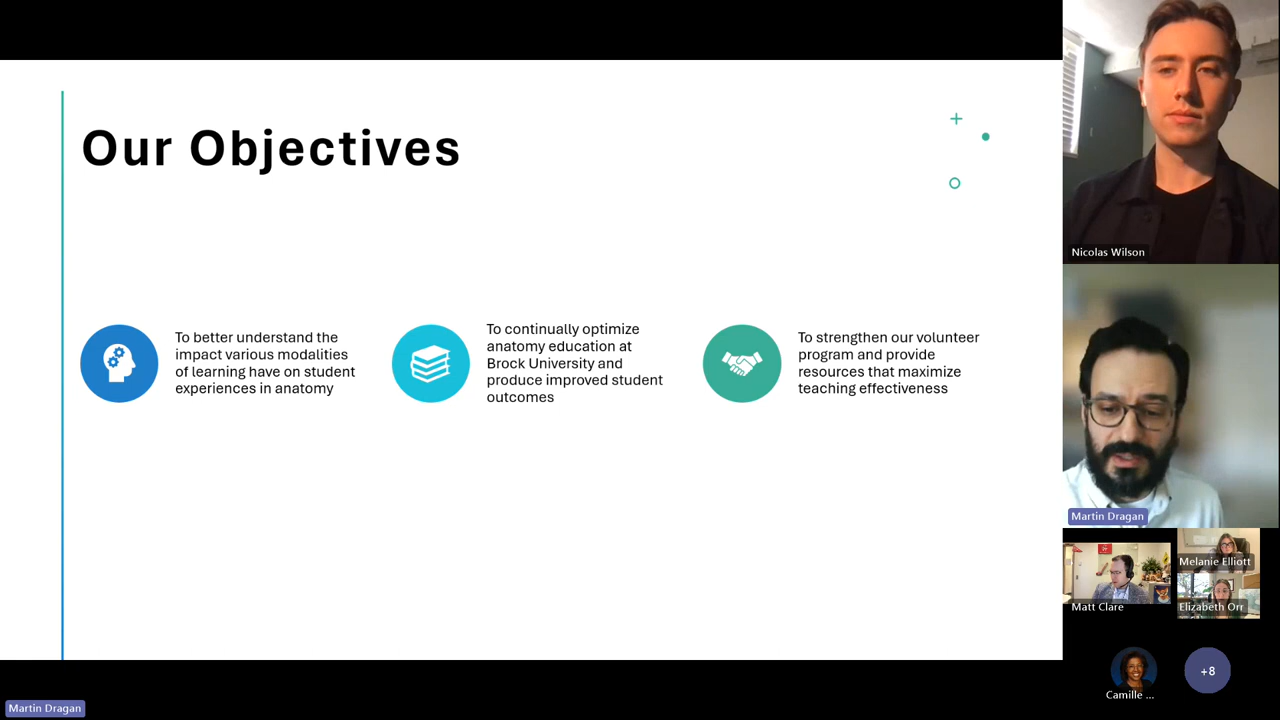 Our Objectives
To better understand the
impact various modalities
of learning have on student
experiences in anatomy
To continually optimize
anatomy education at
Brock University and
produce improved student
outcomes
To strengthen our volunteer
program and provide
resources that maximize
teaching effectiveness
Nicolas Wilson
Martin Dragan
Matt Clare
Melanie Elliott
Elizabeth Orr
Camille ...
+8
Martin Dragan